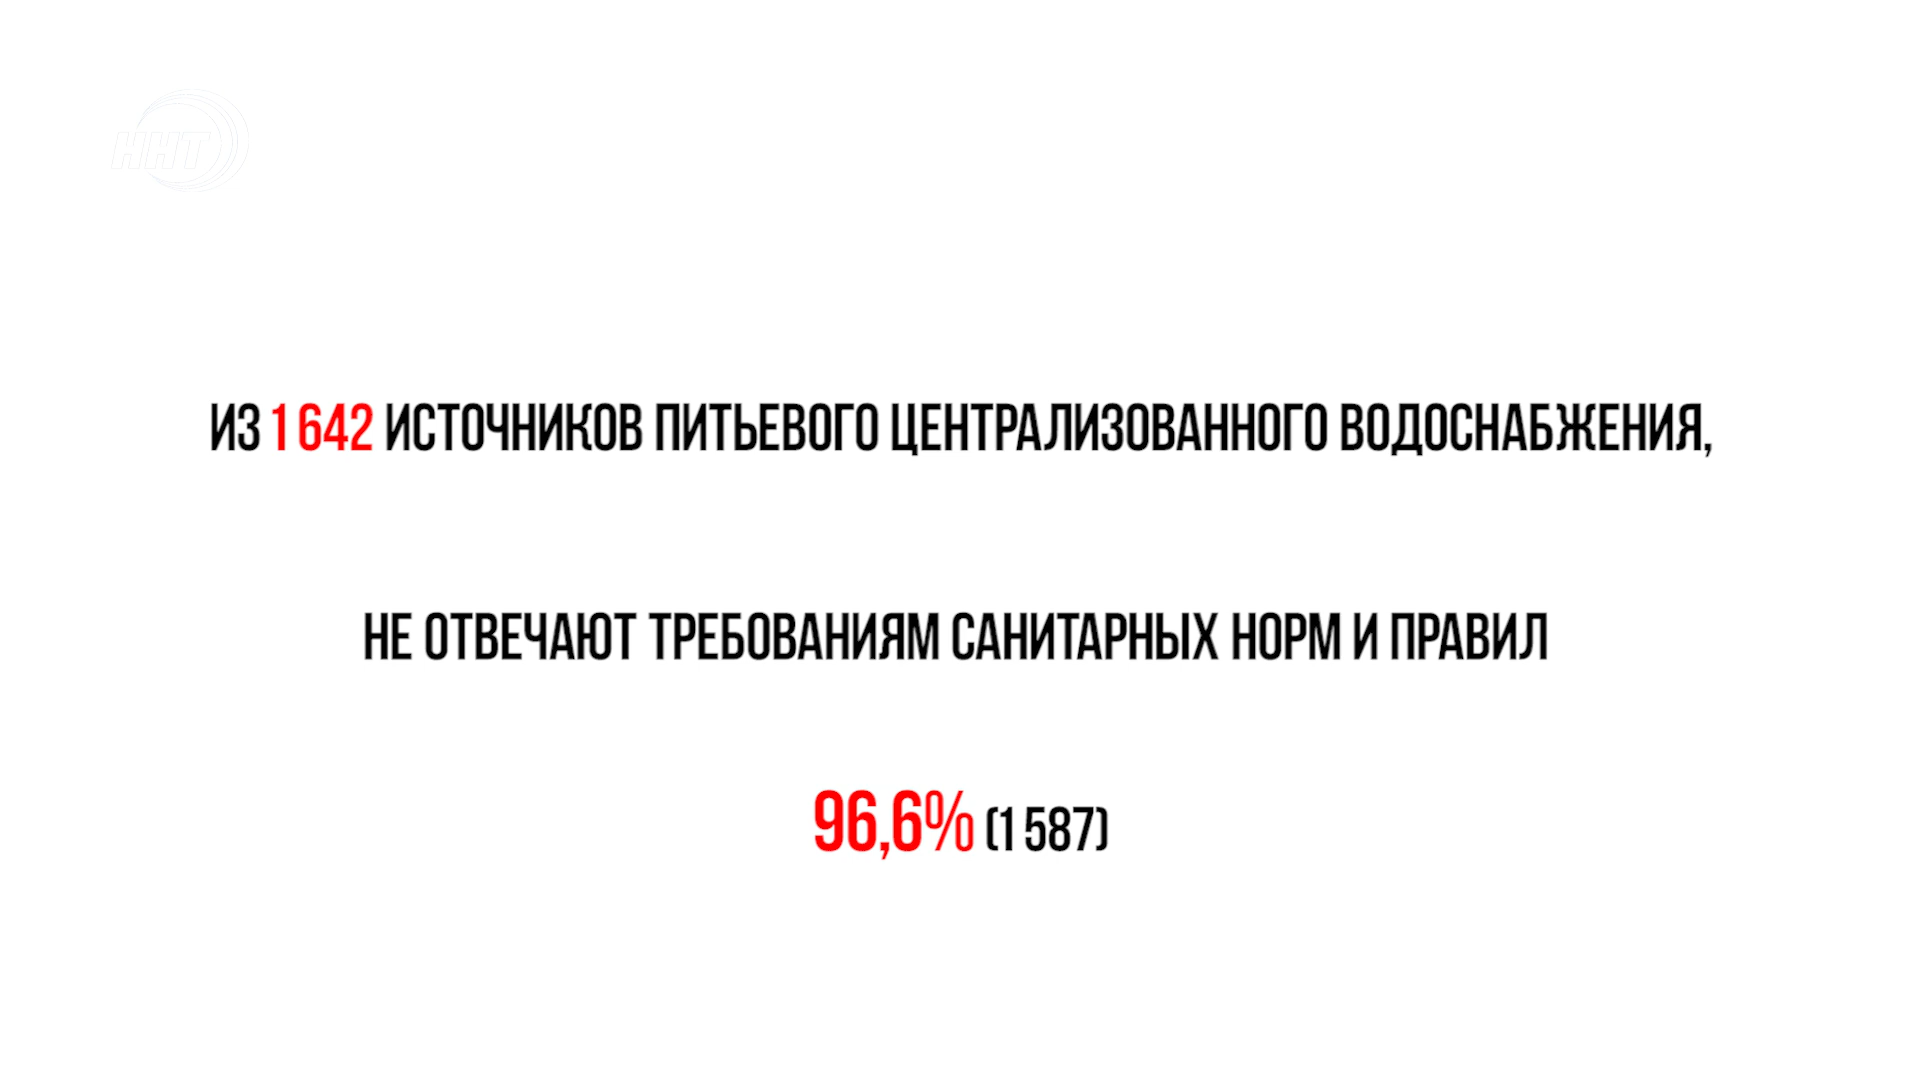 ННТ
ИЗ 1 642 ИСТОЧНИКОВ ПИТЬЕВОГО ЦЕНТРАЛИЗОВАННОГО ВОДОСНАБЖЕНИЯ,
НЕ ОТВЕЧАЮТ ТРЕБОВАНИЯМ САНИТАРНЫХ НОРМ И ПРАВИЛ
96,6% (1 587)